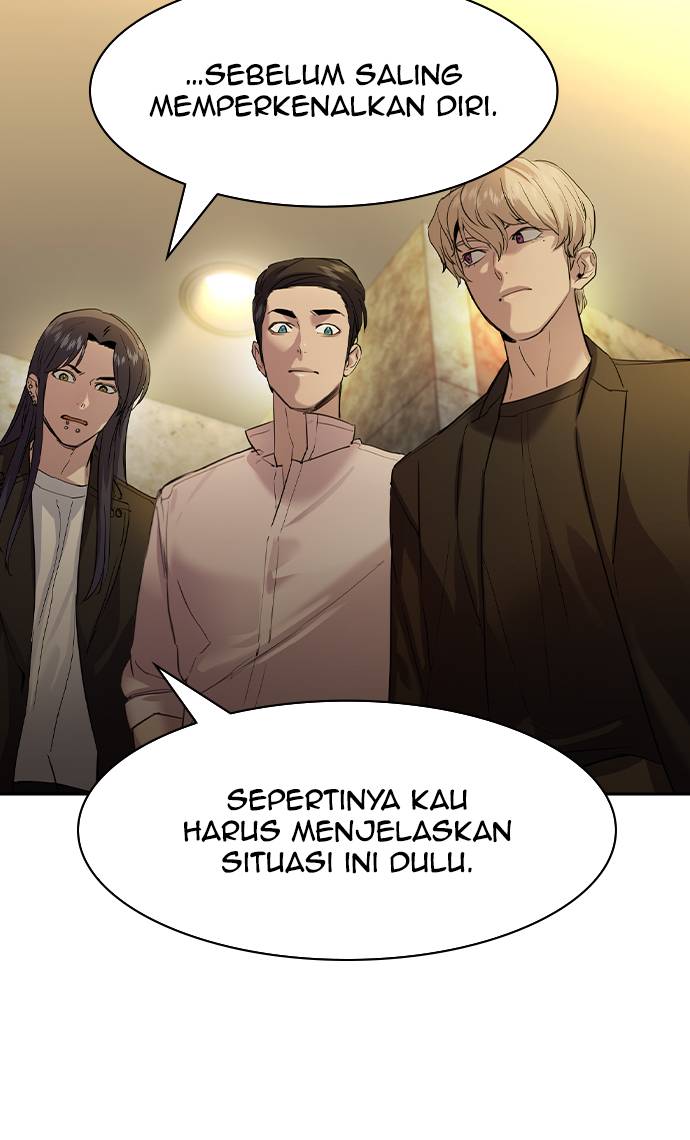 ...SEBELUM SALING
MEMPERKENALKAN DIRI.
SEPERTINYA KAU
HARUS MENJELASKAN
SITUASI INI DULU.